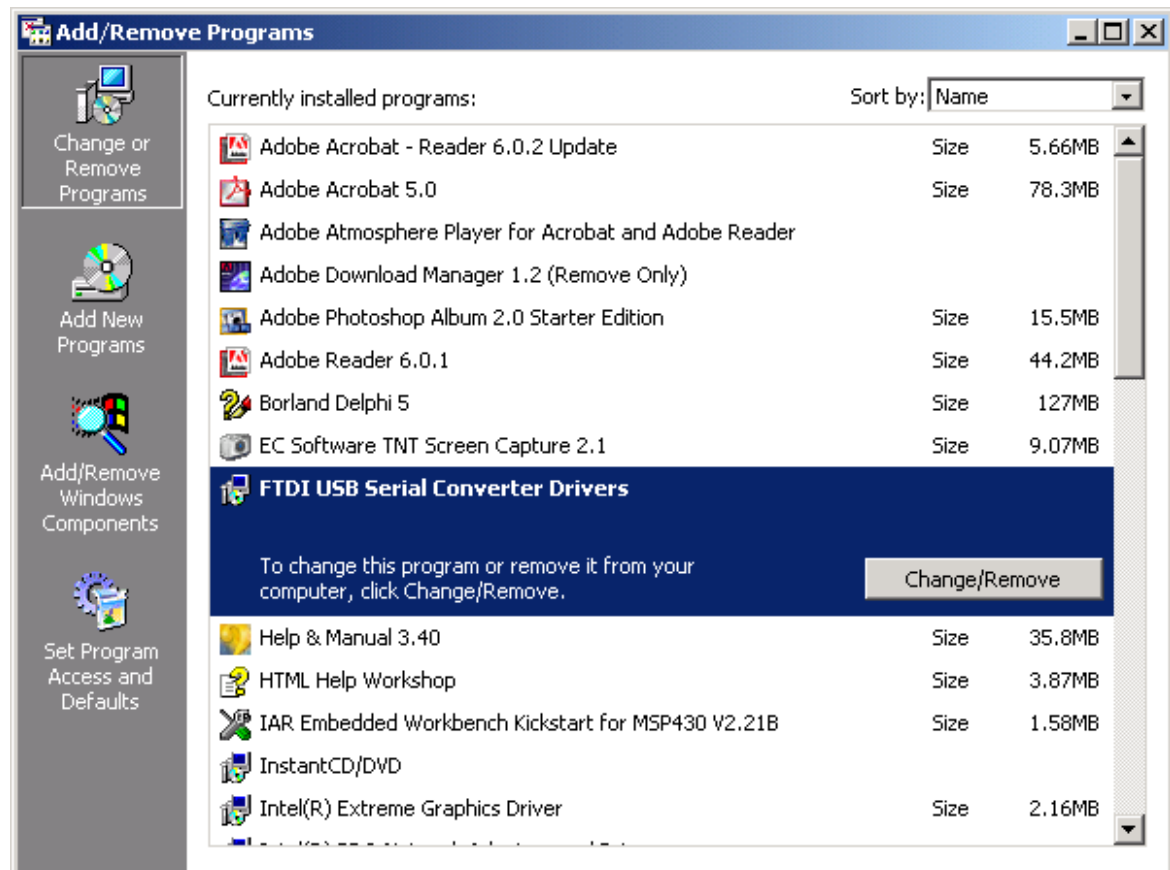 Add/Remove Programs
Change or
Remove
Programs
Add New
Programs
Add/Remove
Windows
Components
Set Program
Access and
Defaults
Currently installed programs:
Sort by: Name
Adobe Acrobat - Reader 6.0.2 Update Size 5.66MB
Adobe Acrobat 5.0 Size 78.3MB
Adobe Atmosphere Player for Acrobat and Adobe Reader
Adobe Download Manager 1.2 (Remove Only)
Adobe Photoshop Album 2.0 Starter Edition Size 15.5MB
Adobe Reader 6.0.1 Size 44.2MB
Borland Delphi 5 Size 127MB
EC Software TNT Screen Capture 2.1 Size 9.07MB
FTDI USB Serial Converter Drivers
To change this program or remove it from your
computer, click Change/Remove.
Change/Remove
Help & Manual 3.40 Size 35.8MB
HTML Help Workshop Size 3.87MB
IAR Embedded Workbench Kickstart for MSP430 V2.21B Size 1.58MB
InstantCD/DVD
Intel(R) Extreme Graphics Driver Size 2.16MB